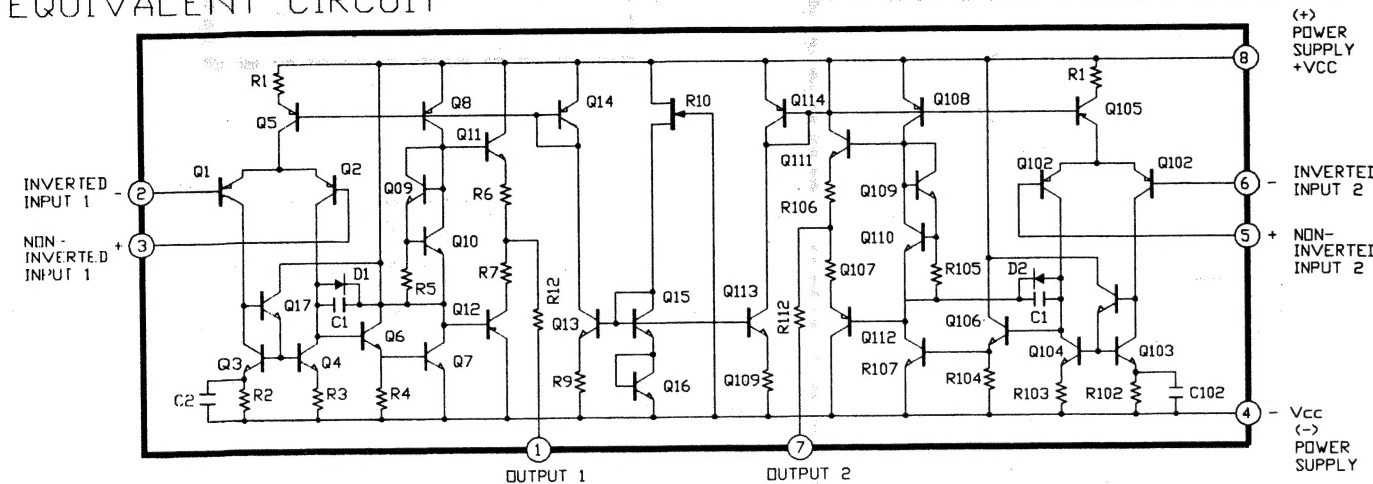 EQUIVALENT CIRCUIT
(+)
POWER
SUPPLY
+VCC
8
R1
Q5
Q8
Q14
R10
Q114
Q108
R1
Q105
Q11
Q111
Q1
Q2
Q09
R6
R106
Q109
Q102
Q102
INVERTED
INPUT 1
- 2
6 -
INVERTED
INPUT 2
NON-
INVERTED
INPUT 1
+ 3
5 +
NON-
INVERTED
INPUT 2
Q10
Q110
R5
R7
D1
Q17
C1
Q6
Q12
R12
Q15
Q113
Q107
R105
D2
C1
Q106
R112
Q3
Q4
Q7
Q13
Q16
Q112
Q104
Q103
C2
R2
R3
R4
R9
Q109
R107
R104
R103
R102
C102
4 - Vcc
(-)
POWER
SUPPLY
1
7
OUTPUT 1
OUTPUT 2